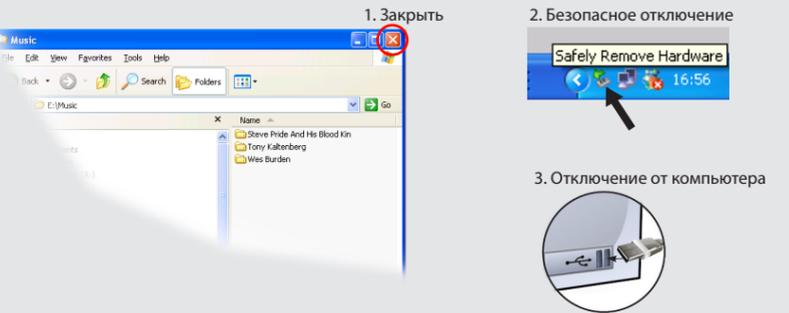 1. Закрыть
Music
File Edit View Favorites Tools Help
Back Search Folders
E:\Music Go
Name
Steve Pride And His Blood Kin
Tony Kaltenberg
Wes Burden
2. Безопасное отключение
Safely Remove Hardware
16:56
3. Отключение от компьютера